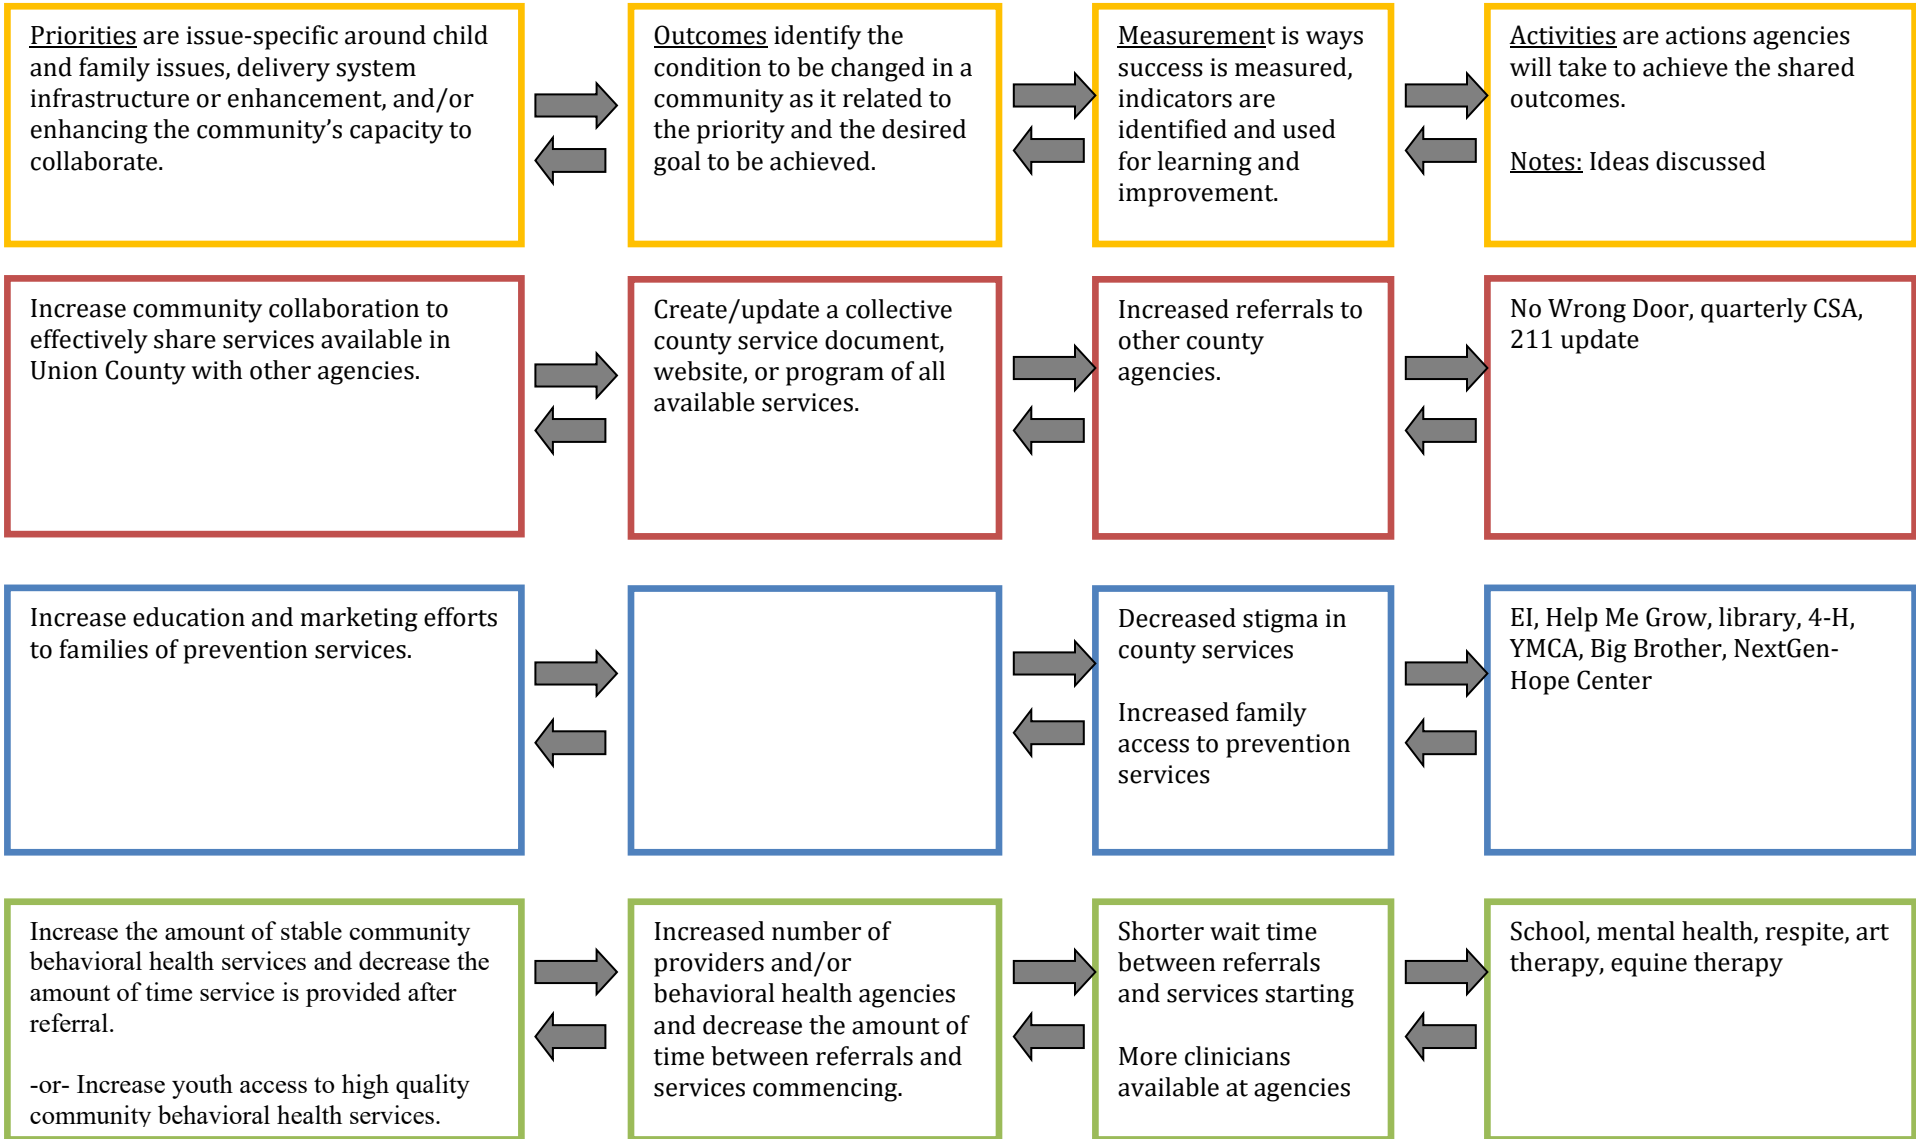 Priorities are issue-specific around child
and family issues, delivery system
infrastructure or enhancement, and/or
enhancing the community’s capacity to
collaborate.
Outcomes identify the
condition to be changed in a
community as it related to
the priority and the desired
goal to be achieved.
Measurement is ways
success is measured,
indicators are
identified and used
for learning and
improvement.
Activities are actions agencies
will take to achieve the shared
outcomes.
Notes: Ideas discussed
Increase community collaboration to
effectively share services available in
Union County with other agencies.
Create/update a collective
county service document,
website, or program of all
available services.
Increased referrals to
other county
agencies.
No Wrong Door, quarterly CSA,
211 update
Increase education and marketing efforts
to families of prevention services.
Decreased stigma in
county services
Increased family
access to prevention
services
EI, Help Me Grow, library, 4-H,
YMCA, Big Brother, NextGen-
Hope Center
Increase the amount of stable community
behavioral health services and decrease the
amount of time service is provided after
referral.
-or- Increase youth access to high quality
community behavioral health services.
Increased number of
providers and/or
behavioral health agencies
and decrease the amount of
time between referrals and
services commencing.
Shorter wait time
between referrals
and services starting
More clinicians
available at agencies
School, mental health, respite, art
therapy, equine therapy